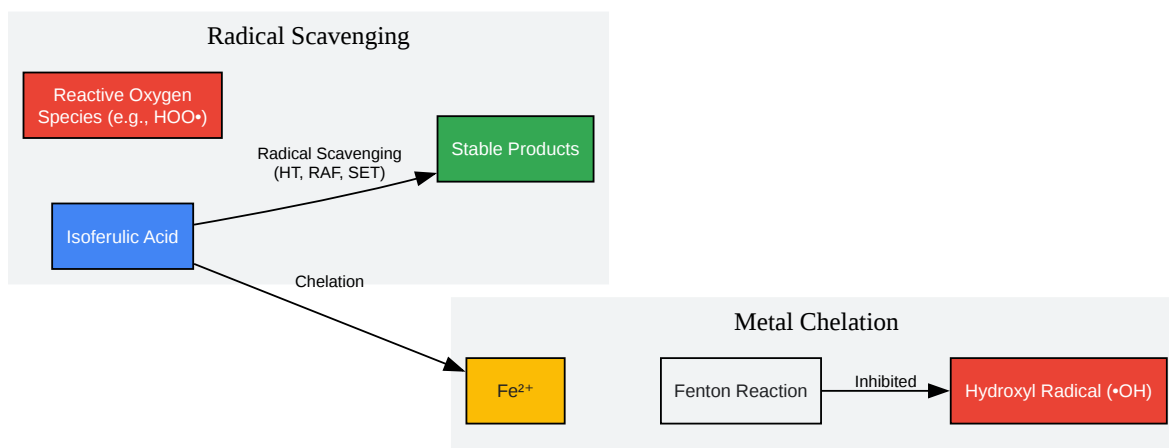 Radical Scavenging
Reactive Oxygen
Species (e.g., HOO•)
Radical Scavenging
(HT, RAF, SET)
Stable Products
Isoferulic Acid
Chelation
Metal Chelation
Fe²⁺
Fenton Reaction
Inhibited
Hydroxyl Radical (•OH)